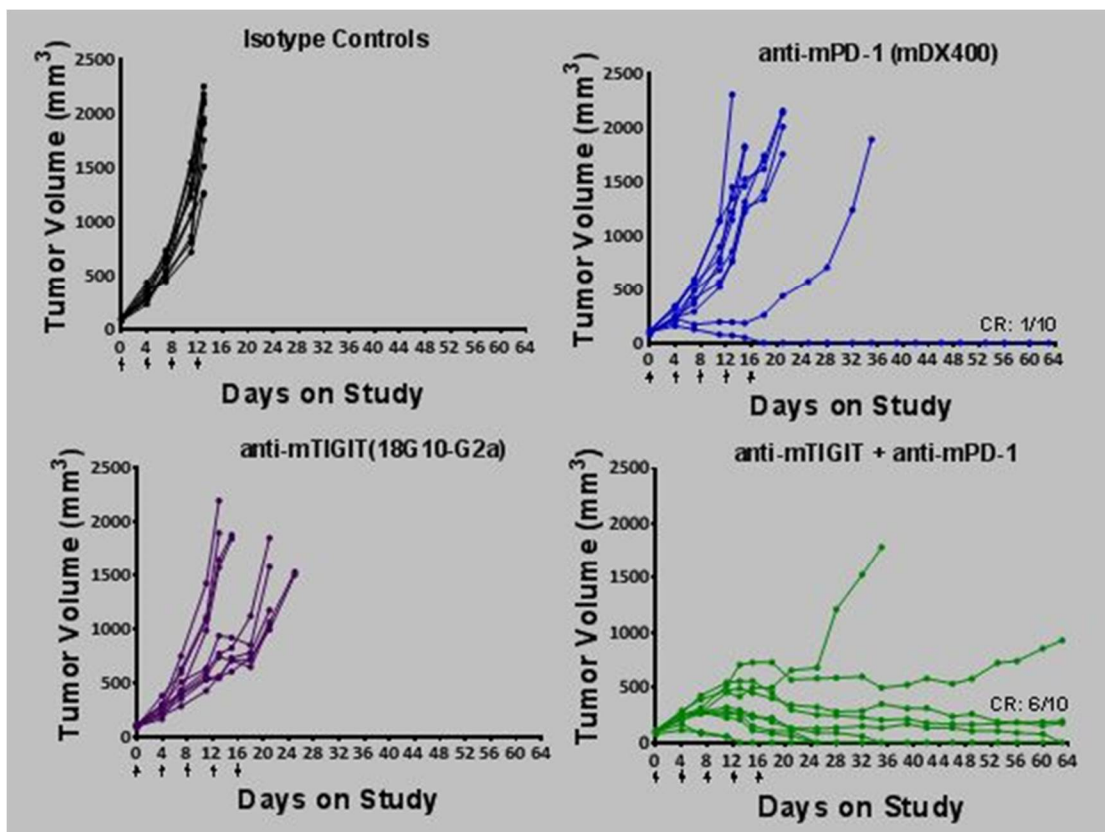 Isotype Controls
Tumor Volume (mm3)
2500
2000
1500
1000
500
0
0 4 8 12 16 20 24 28 32 36 40 44 48 52 56 60 64
Days on Study
anti-mPD-1 (mDX400)
Tumor Volume (mm3)
2500
2000
1500
1000
500
0
CR: 1/10
0 4 8 12 16 20 24 28 32 36 40 44 48 52 56 60 64
Days on Study
anti-mTIGIT(18G10-G2a)
Tumor Volume (mm3)
2500
2000
1500
1000
500
0
0 4 8 12 16 20 24 28 32 36 40 44 48 52 56 60 64
Days on Study
anti-mTIGIT + anti-mPD-1
Tumor Volume (mm3)
2500
2000
1500
1000
500
0
CR: 6/10
0 4 8 12 16 20 24 28 32 36 40 44 48 52 56 60 64
Days on Study